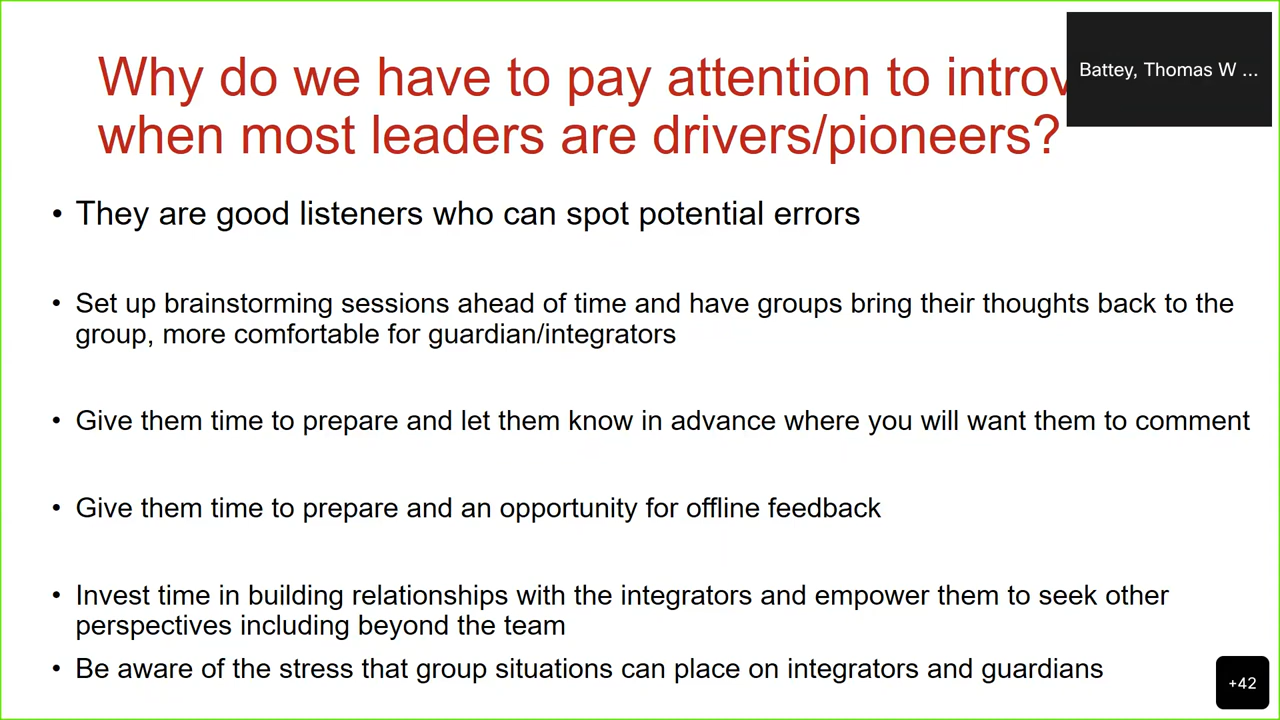 Why do we have to pay attention to
when most leaders are drivers/pioneers?
Battey, Thomas W ...
• They are good listeners who can spot potential errors
• Set up brainstorming sessions ahead of time and have groups bring their thoughts back to the
group, more comfortable for guardian/integrators
• Give them time to prepare and let them know in advance where you will want them to comment
• Give them time to prepare and an opportunity for offline feedback
• Invest time in building relationships with the integrators and empower them to seek other
perspectives including beyond the team
• Be aware of the stress that group situations can place on integrators and guardians
+42